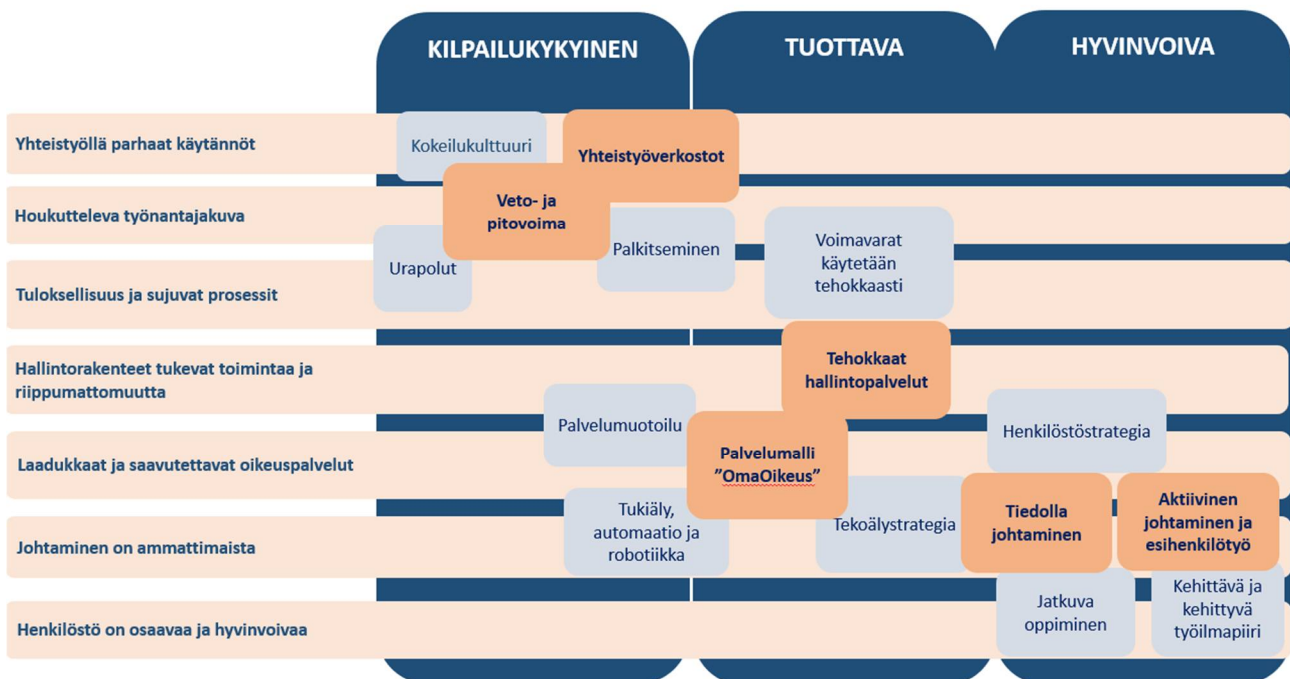 KILPAILUKYKYINEN
TUOTTAVA
HYVINVOIVA
Yhteistyöllä parhaat käytännöt
Kokeilukulttuuri
Yhteistyöverkostot
Houkutteleva työnantajakuva
Veto- ja
pitovoima
Urapolut
Palkitseminen
Voimavarat
käytetään
tehokkaasti
Tuloksellisuus ja sujuvat prosessit
Hallintorakenteet tukevat toimintaa ja
riippumattomuutta
Tehokkaat
hallintopalvelut
Palvelumuotoilu
Henkilöstöstrategia
Laadukkaat ja saavutettavat oikeuspalvelut
Palvelumalli
”OmaOikeus”
Tukiäly,
automaatio ja
robotiikka
Tekoälystrategia
Tiedolla
johtaminen
Aktiivinen
johtaminen ja
esihenkilötyö
Johtaminen on ammattimaista
Jatkuva
oppiminen
Kehittävä ja
kehittyvä
työilmapiiri
Henkilöstö on osaavaa ja hyvinvoivaa